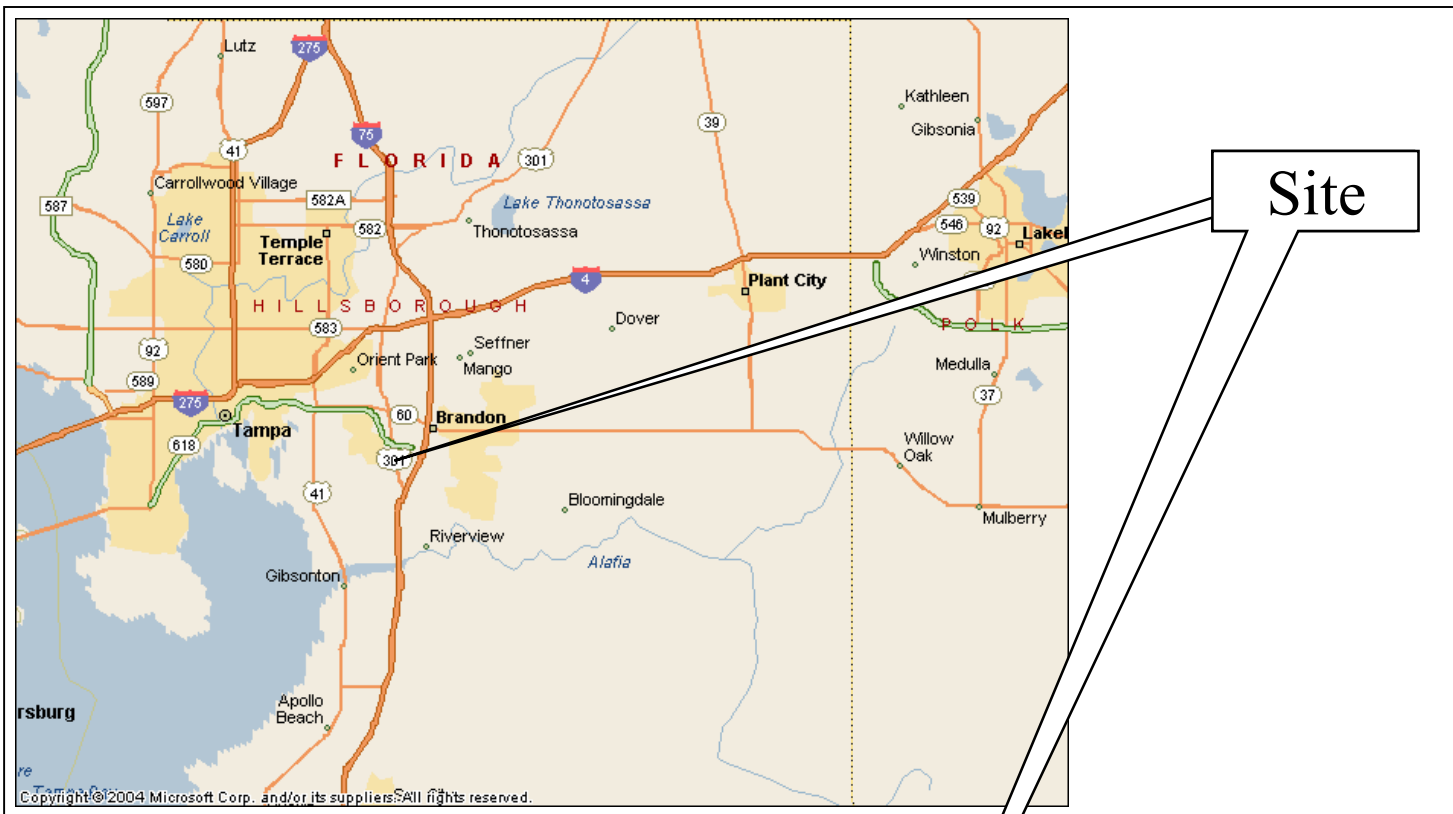 Lutz
275
597
Kathleen
39
Gibsonia
75
41
FLORIDA
301
Carrollwood Village
582A
539
587
Lake Thonotosassa
Lake
Carroll
582
Thonotosassa
546
92
Temple
Terrace
Lakel
580
Winston
4
Plant City
HILLSBOROUGH
583
Dover
POLK
92
Seffner
Orient Park
Mango
Medulla
589
37
275
60
Brandon
Tampa
618
Willow
Oak
301
41
Bloomingdale
Mulberry
Riverview
Alafia
Gibsonton
Apollo
Beach
rsburg
re
Copyright © 2004 Microsoft Corp. and/or its suppliers. All rights reserved.
Site